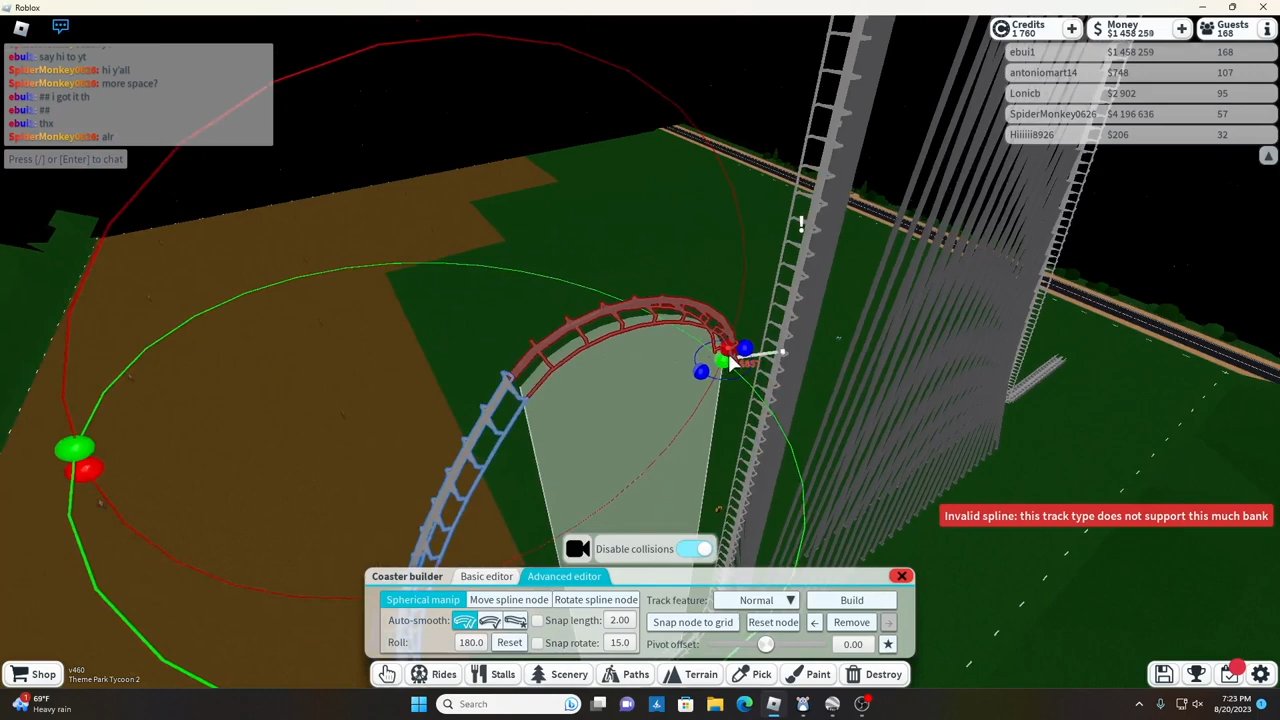 Roblox
Credits
1 760
Money
$1 458 259
Guests
168
ebui1: say hi to yt
SpiderMonkey0626: hi y'all
SpiderMonkey0626: more space?
ebui1: ## i got it th
ebui1: ##
ebui1: thx
SpiderMonkey0626: alr
Press [/] or [Enter] to chat
ebui1 $1 458 259 168
antoniomart14 $748 107
Lonicb $2 902 95
SpiderMonkey0626 $4 196 636 57
Hiiiiii8926 $206 32
!
Invalid spline: this track type does not support this much bank
Disable collisions
Coaster builder Basic editor Advanced editor
Spherical manip Move spline node Rotate spline node Track feature: Normal Build
Auto-smooth: Snap length: 2.00 Snap node to grid Reset node Remove
Roll: 180.0 Reset Snap rotate: 15.0 Pivot offset: 0.00
Shop
v460
Theme Park Tycoon 2
Rides Stalls Scenery Paths Terrain Pick Paint Destroy
1
69°F
Heavy rain
Search
7:23 PM
8/20/2023